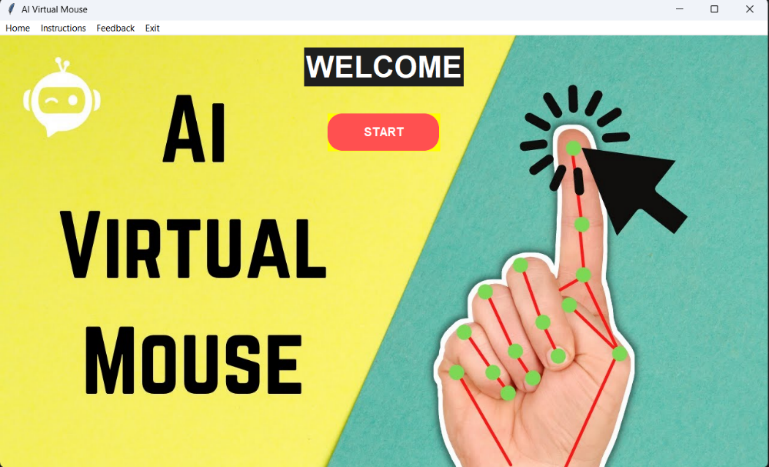 AI Virtual Mouse
Home Instructions Feedback Exit
WELCOME
START
AI
VIRTUAL
MOUSE